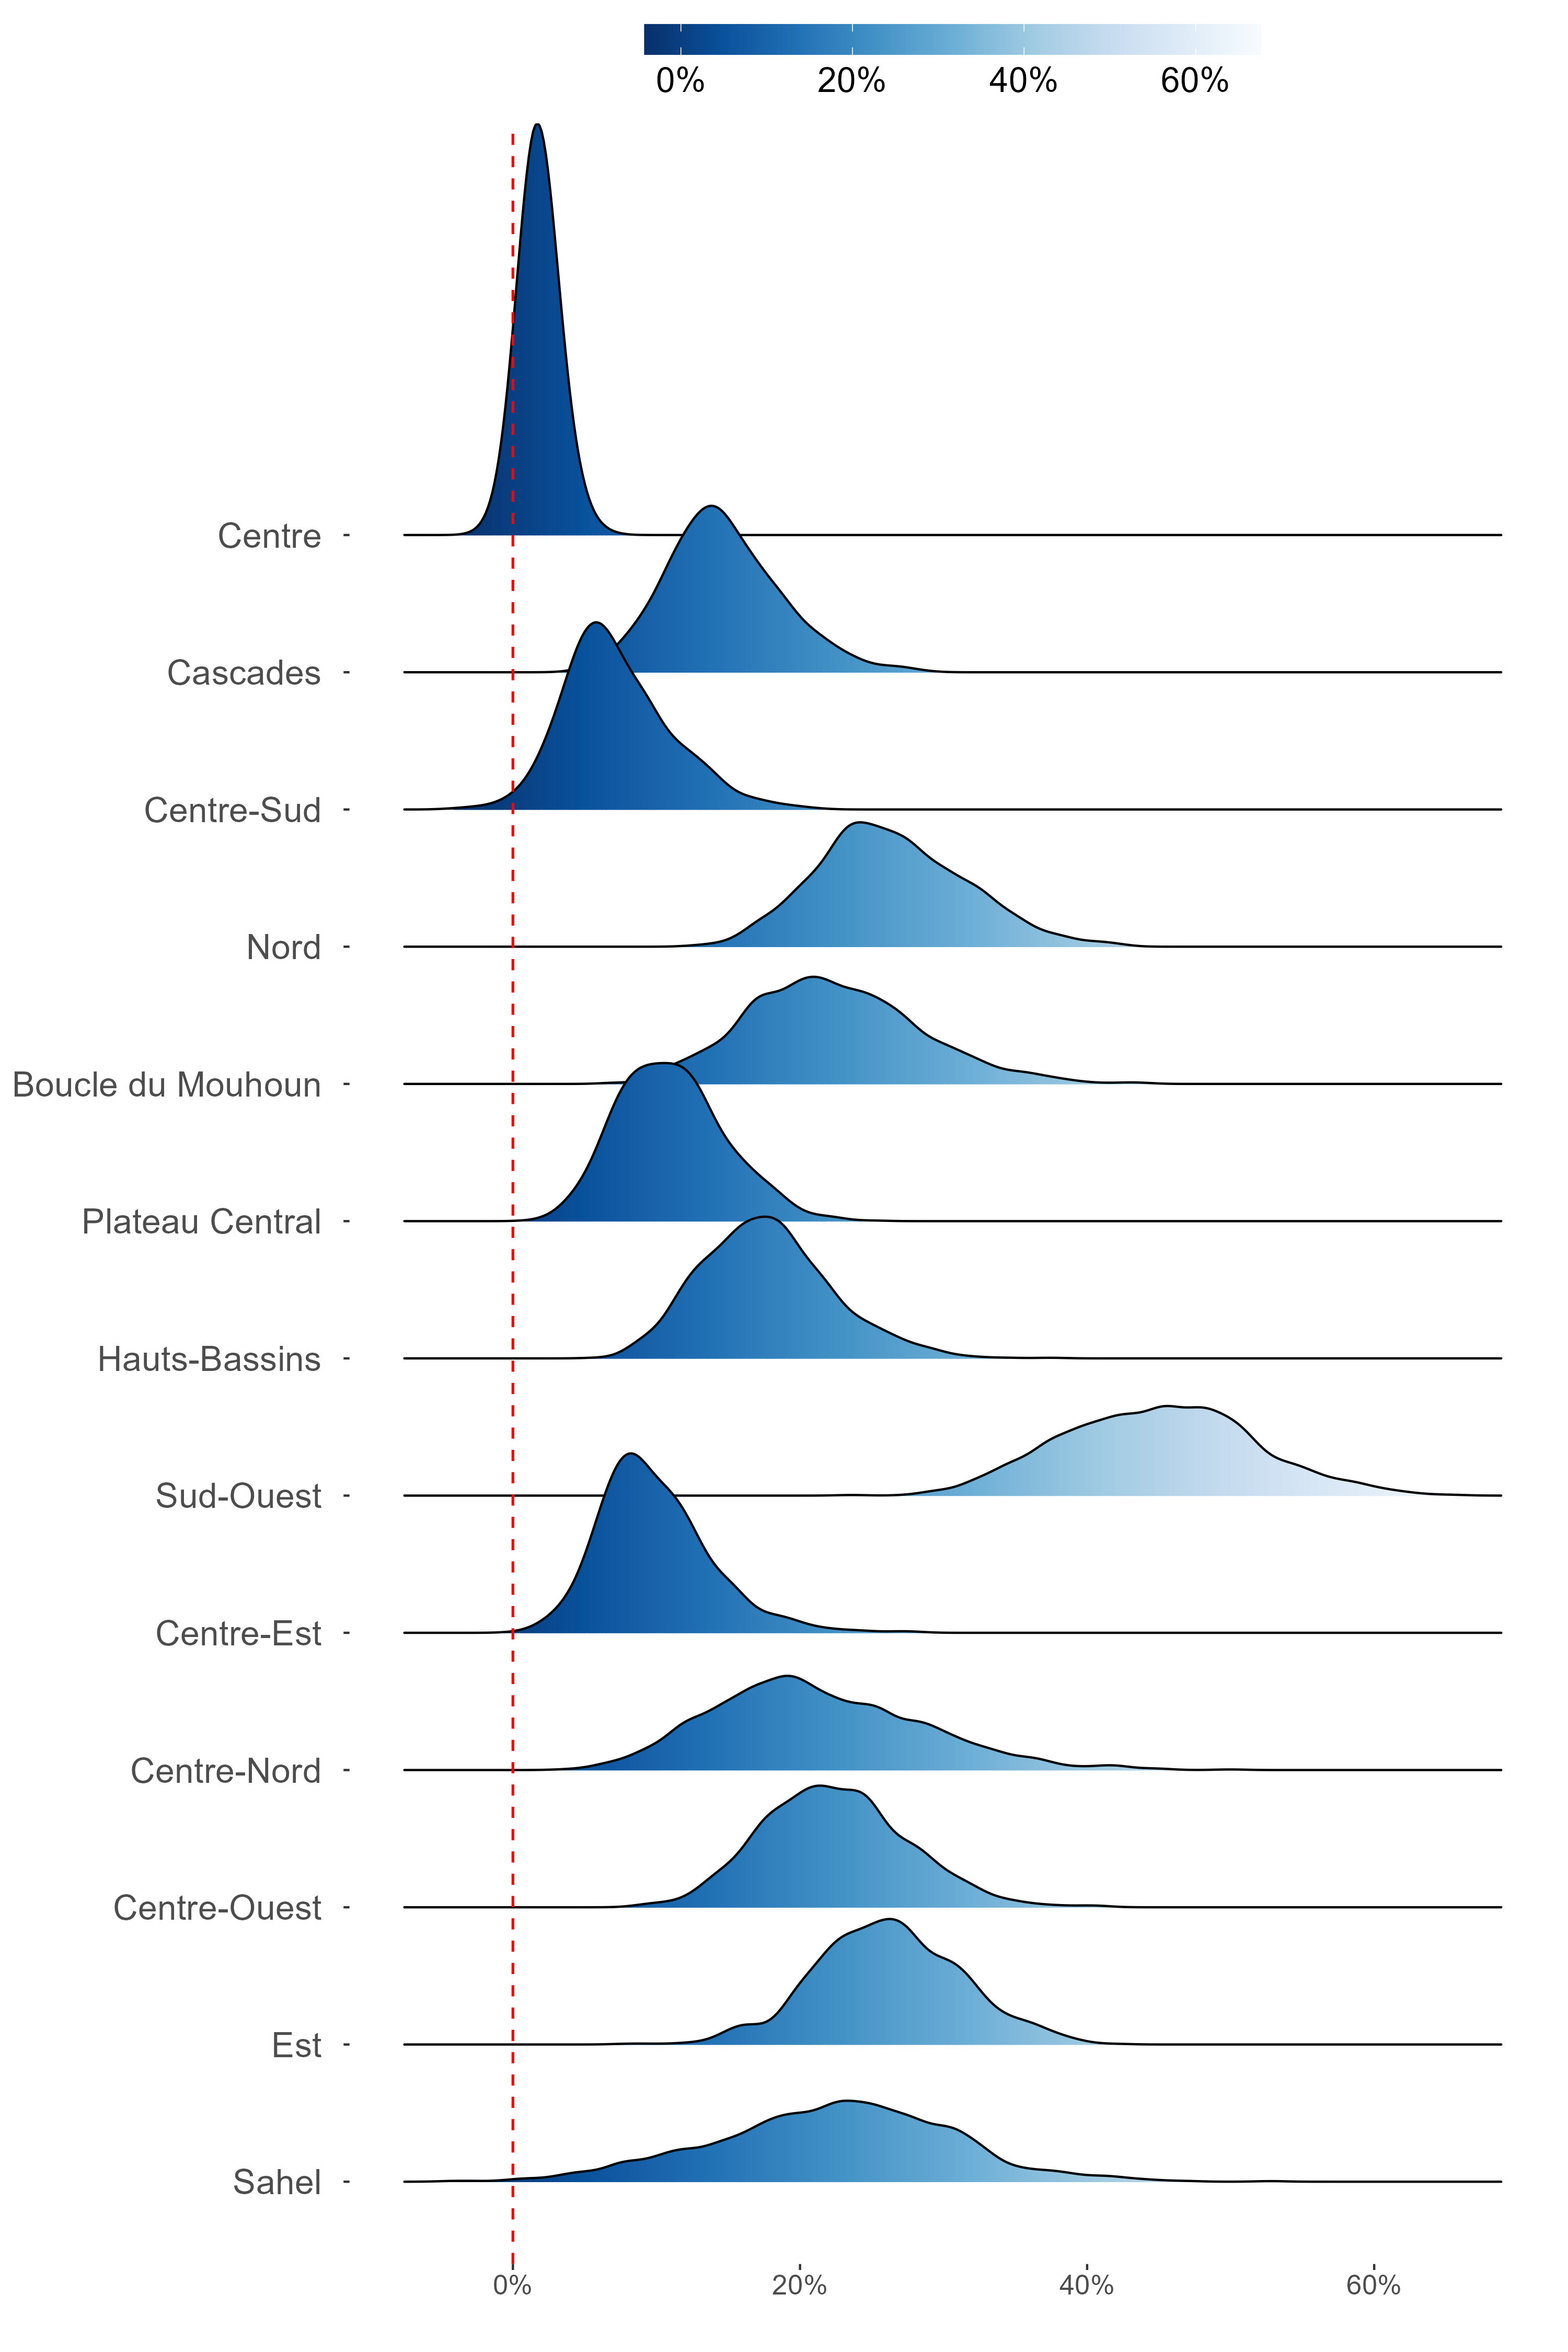 0% 20% 40% 60%
Centre
Cascades
Centre-Sud
Nord
Boucle du Mouhoun
Plateau Central
Hauts-Bassins
Sud-Ouest
Centre-Est
Centre-Nord
Centre-Ouest
Est
Sahel
0% 20% 40% 60%